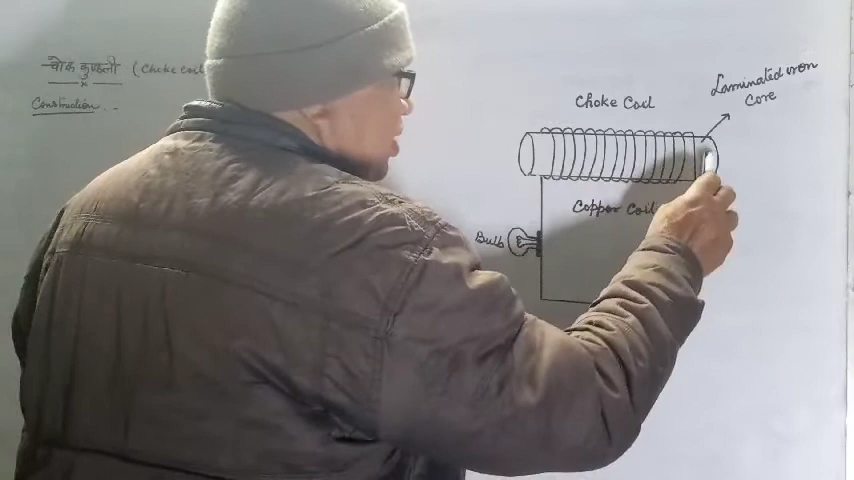 चोक कुण्डली (Choke Coil
Construction. -
Choke Coil
Laminated iron
Core
Copper Coil
Bulb